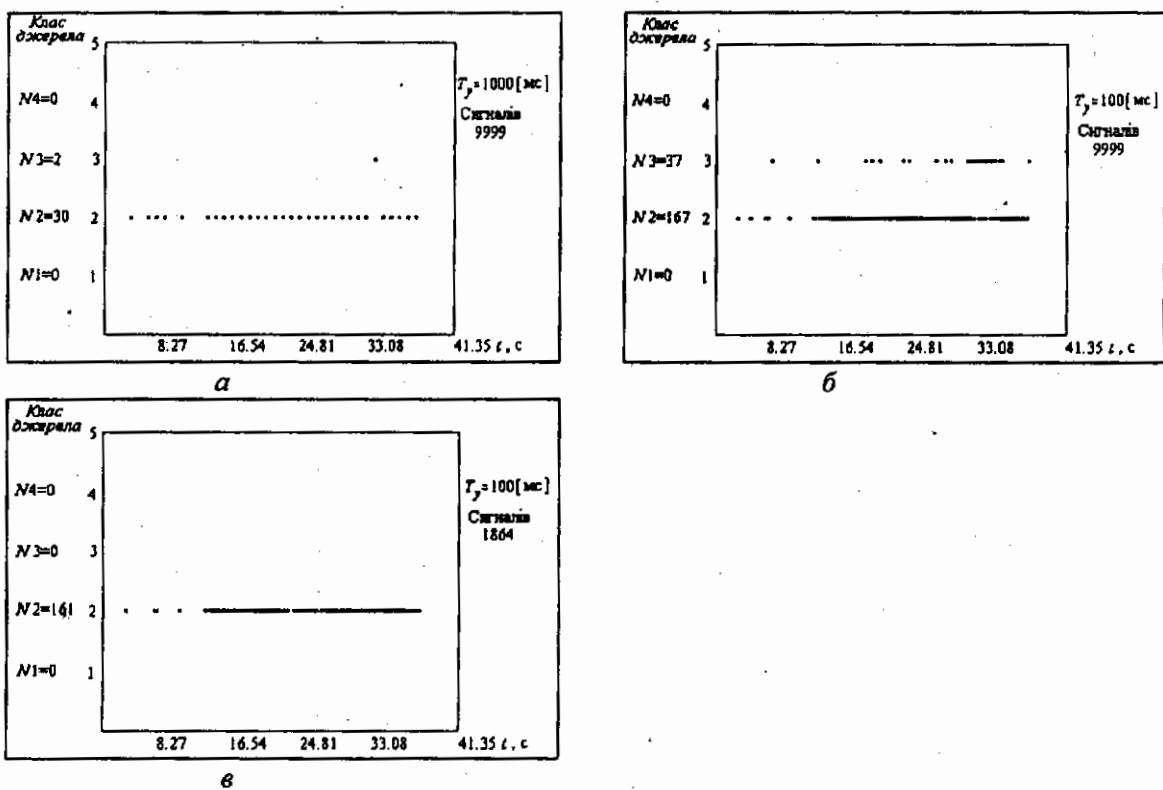 Клас
джерела
5
N4=0
4
N3=2
3
N2=30
2
N1=0
1
8.27
16.54
24.81
33.08
41.35 t, с
Tу=1000[мс]
Сигналів
9999
а
Клас
джерела
5
N4=0
4
N3=37
3
N2=167
2
N1=0
1
8.27
16.54
24.81
33.08
41.35 t, с
Tу=100[мс]
Сигналів
9999
б
Клас
джерела
5
N4=0
4
N3=0
3
N2=161
2
N1=0
1
8.27
16.54
24.81
33.08
41.35 t, с
Tу=100[мс]
Сигналів
1864
в